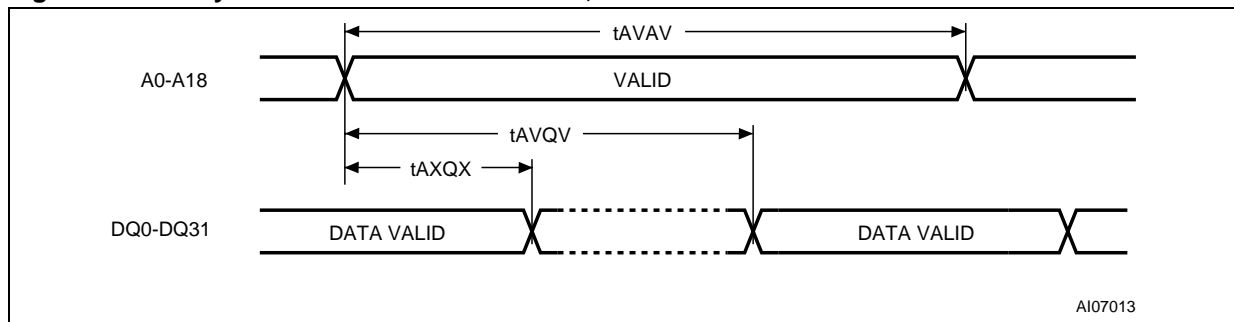 tAVAV
A0-A18 VALID
tAVQV
tAXQX
DQ0-DQ31 DATA VALID DATA VALID
AI07013